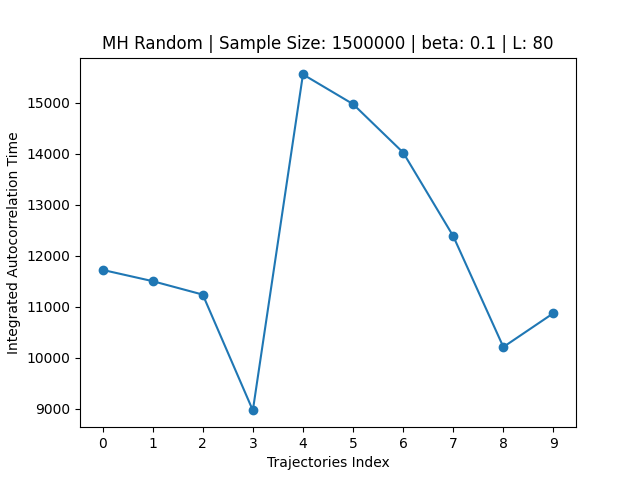 MH Random | Sample Size: 1500000 | beta: 0.1 | L: 80
Integrated Autocorrelation Time
15000
14000
13000
12000
11000
10000
9000
0 1 2 3 4 5 6 7 8 9
Trajectories Index